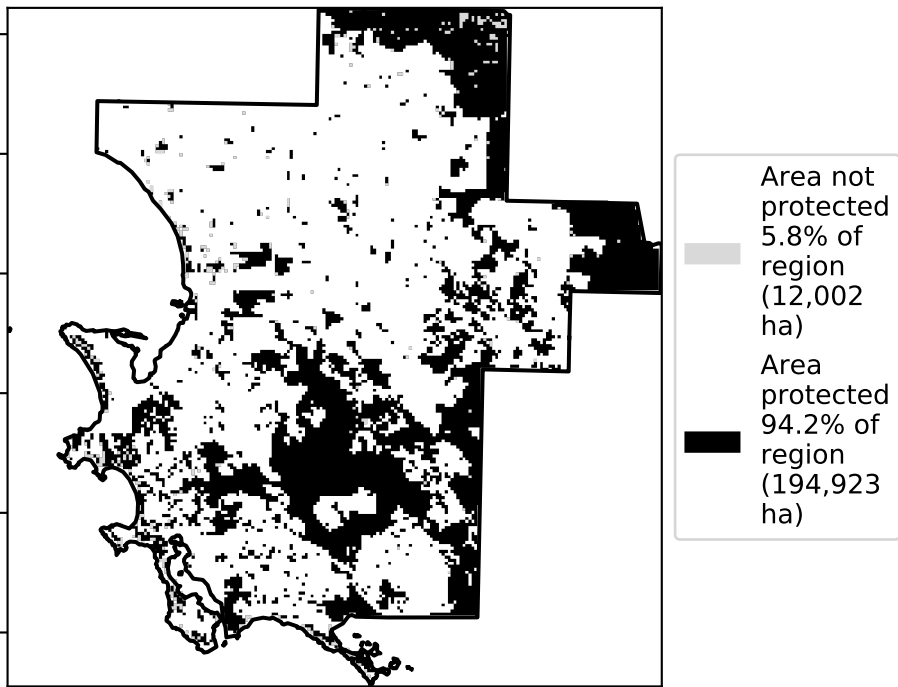 Area not
protected
5.8% of
region
(12,002
ha)
Area
protected
94.2% of
region
(194,923
ha)